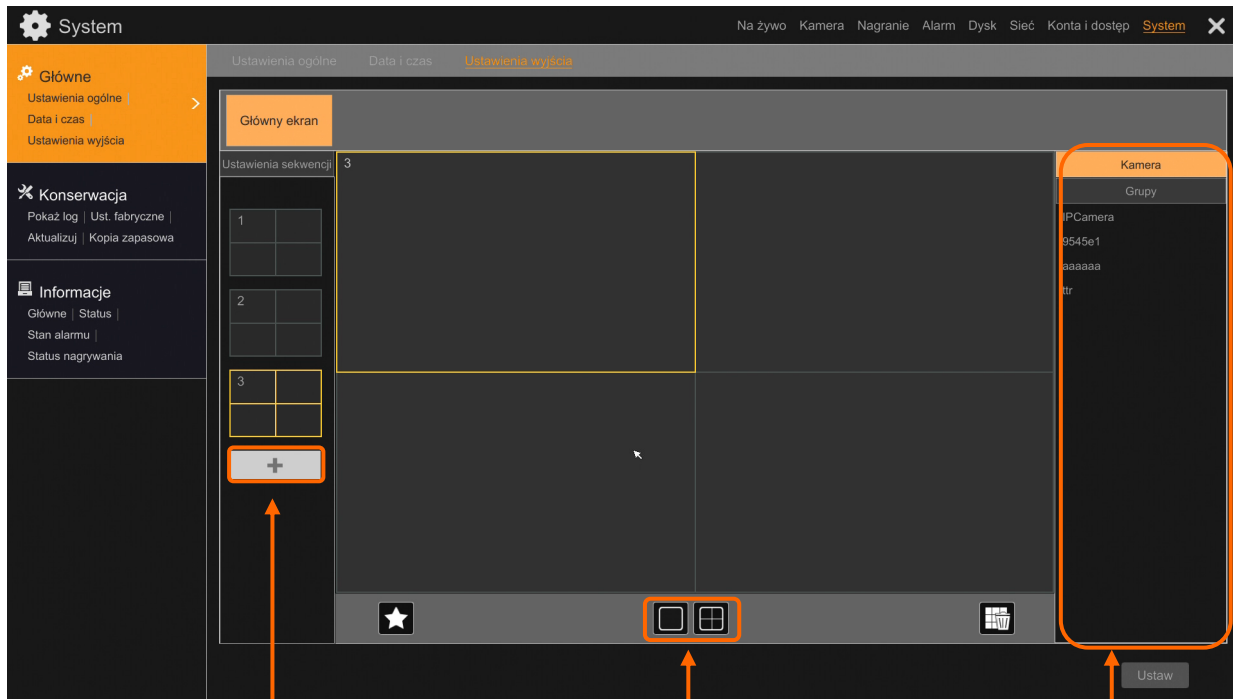 System
Na żywo Kamera Nagranie Alarm Dysk Sieć Konta i dostęp System
Główne
Ustawienia ogólne |
Data i czas |
Ustawienia wyjścia
Konserwacja
Pokaż log | Ust. fabryczne |
Aktualizuj | Kopia zapasowa
Informacje
Główne | Status |
Stan alarmu |
Status nagrywania
Ustawienia ogólne Data i czas Ustawienia wyjścia
Główny ekran
Ustawienia sekwencji
1
2
3
3
Kamera
Grupy
IPCamera
9545e1
aaaaaa
ttr
Ustaw